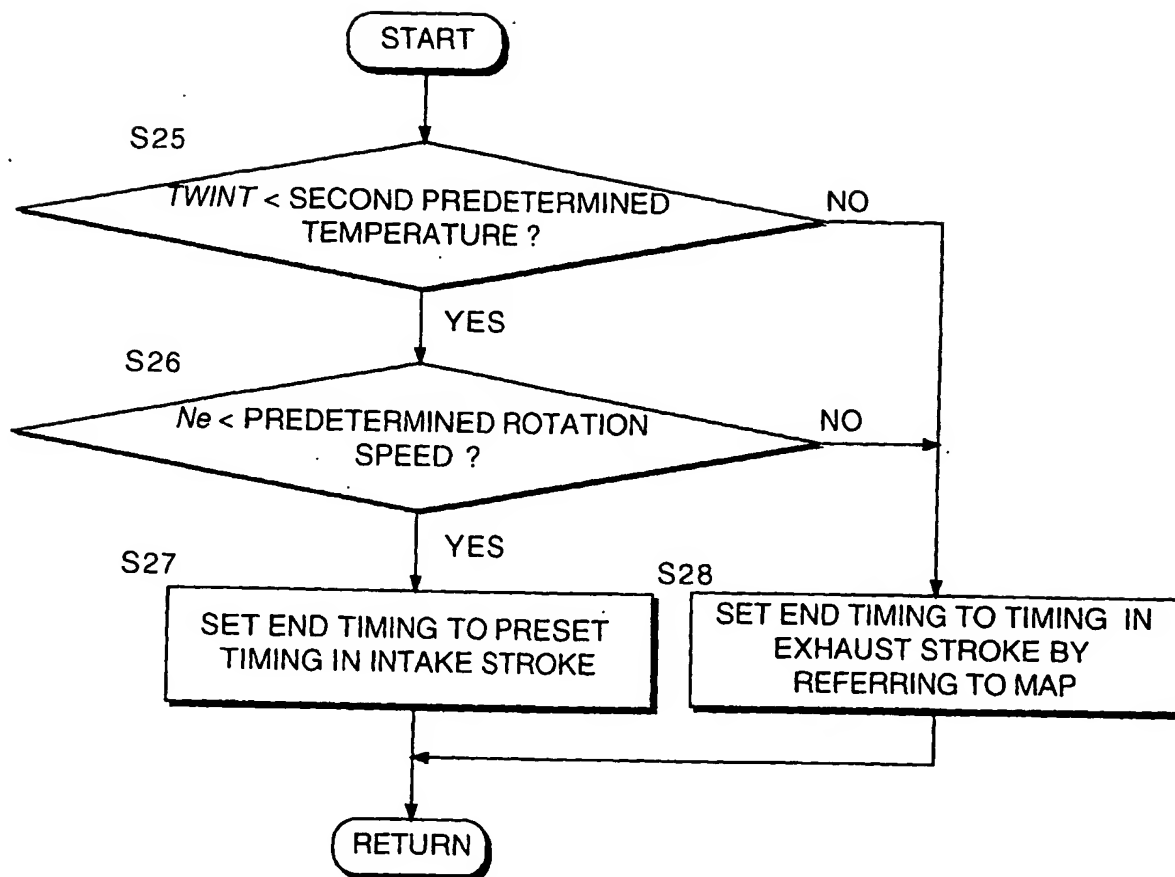 START
S25
TWINT < SECOND PREDETERMINED
TEMPERATURE ?
NO
YES
S26
Ne < PREDETERMINED ROTATION
SPEED ?
NO
YES
S27
SET END TIMING TO PRESET
TIMING IN INTAKE STROKE
S28
SET END TIMING TO TIMING IN
EXHAUST STROKE BY
REFERRING TO MAP
RETURN